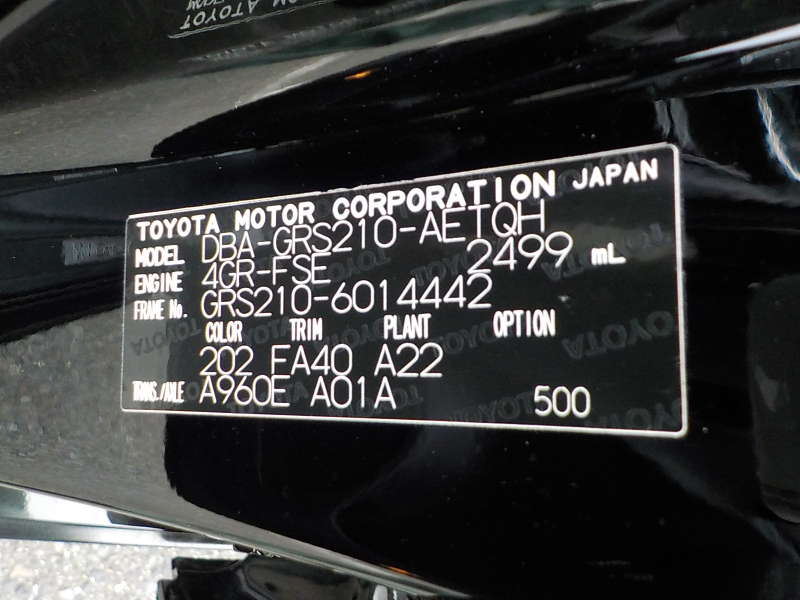 TOYOTA MOTOR CORPORATION JAPAN
MODEL DBA-GRS210-AETQH
ENGINE 4GR-FSE 2499 mL
FRAME No. GRS210-6014442
COLOR TRIM PLANT OPTION
202 FA40 A22
TRANS./AXLE A960E A01A 500